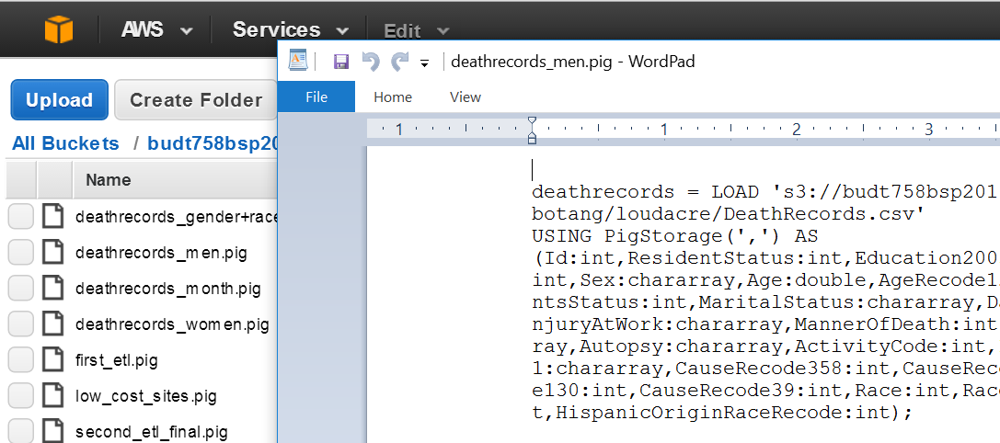 AWS Services Edit
Upload Create Folder
All Buckets / budt758bsp20
Name
deathrecords_gender+race
deathrecords_men.pig
deathrecords_month.pig
deathrecords_women.pig
first_etl.pig
low_cost_sites.pig
second_etl_final.pig
deathrecords_men.pig - WordPad
File Home View
1 1 2 3
deathrecords = LOAD 's3://budt758bsp201
botang/loudacre/DeathRecords.csv'
USING PigStorage(',') AS
(Id:int,ResidentStatus:int,Education200
int,Sex:chararray,Age:double,AgeRecode1
ntsStatus:int,MaritalStatus:chararray,D
njuryAtWork:chararray,MannerOfDeath:int
ray,Autopsy:chararray,ActivityCode:int,
1:chararray,CauseRecode358:int,CauseRec
e130:int,CauseRecode39:int,Race:int,Rac
t,HispanicOriginRaceRecode:int);